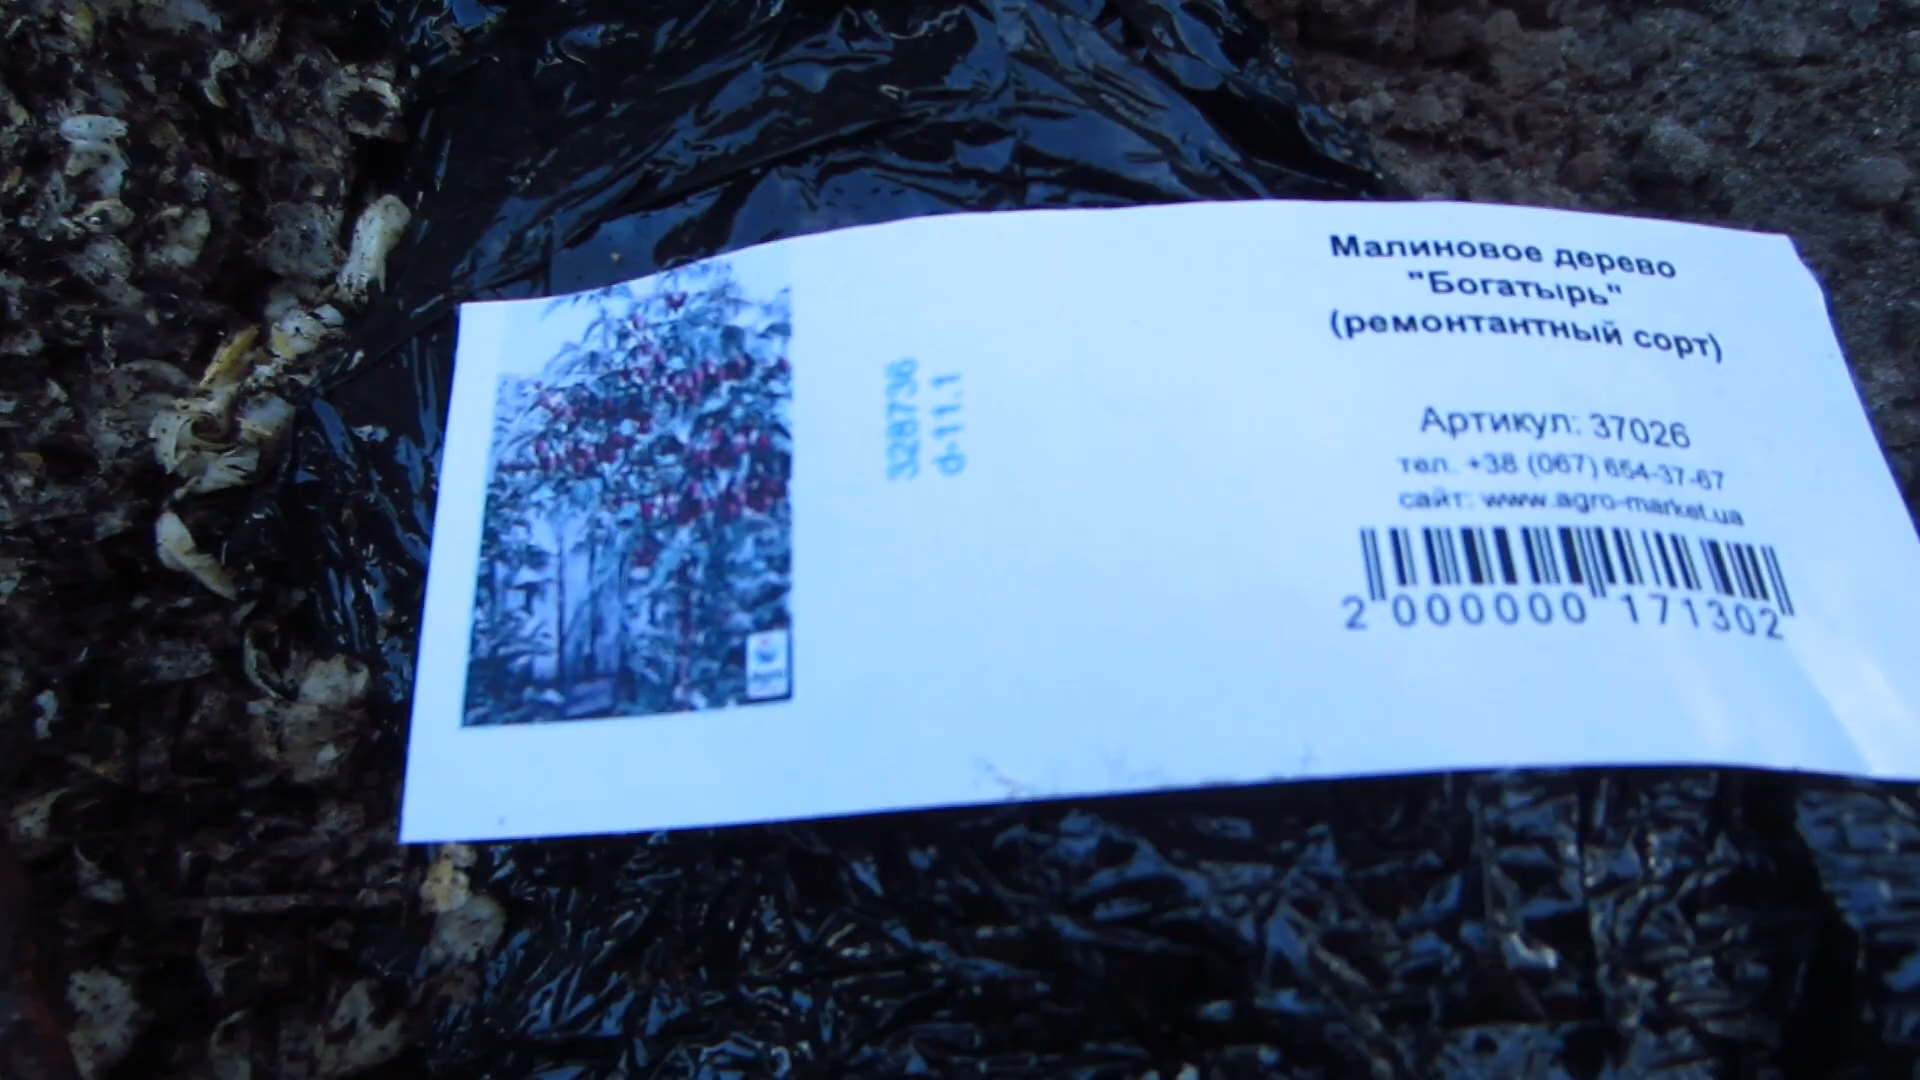 Малиновое дерево
"Богатырь"
(ремонтантный сорт)
328736
d-11.1
Артикул: 37026
тел. +38 (067) 654-37-67
сайт: www.agro-market.ua
2 000000 171302